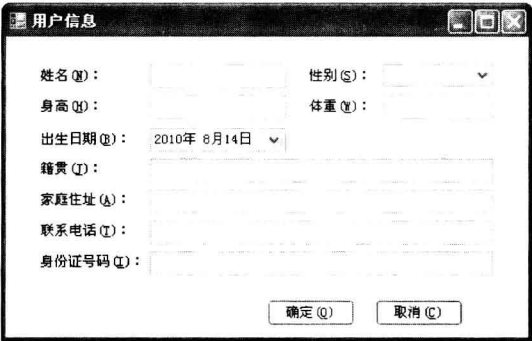 用户信息
姓名(N)： 性别(S)：
身高(H)： 体重(W)：
出生日期(B)： 2010年 8月14日
籍贯(J)：
家庭住址(A)：
联系电话(T)：
身份证号码(I)：
确定(O) 取消(C)